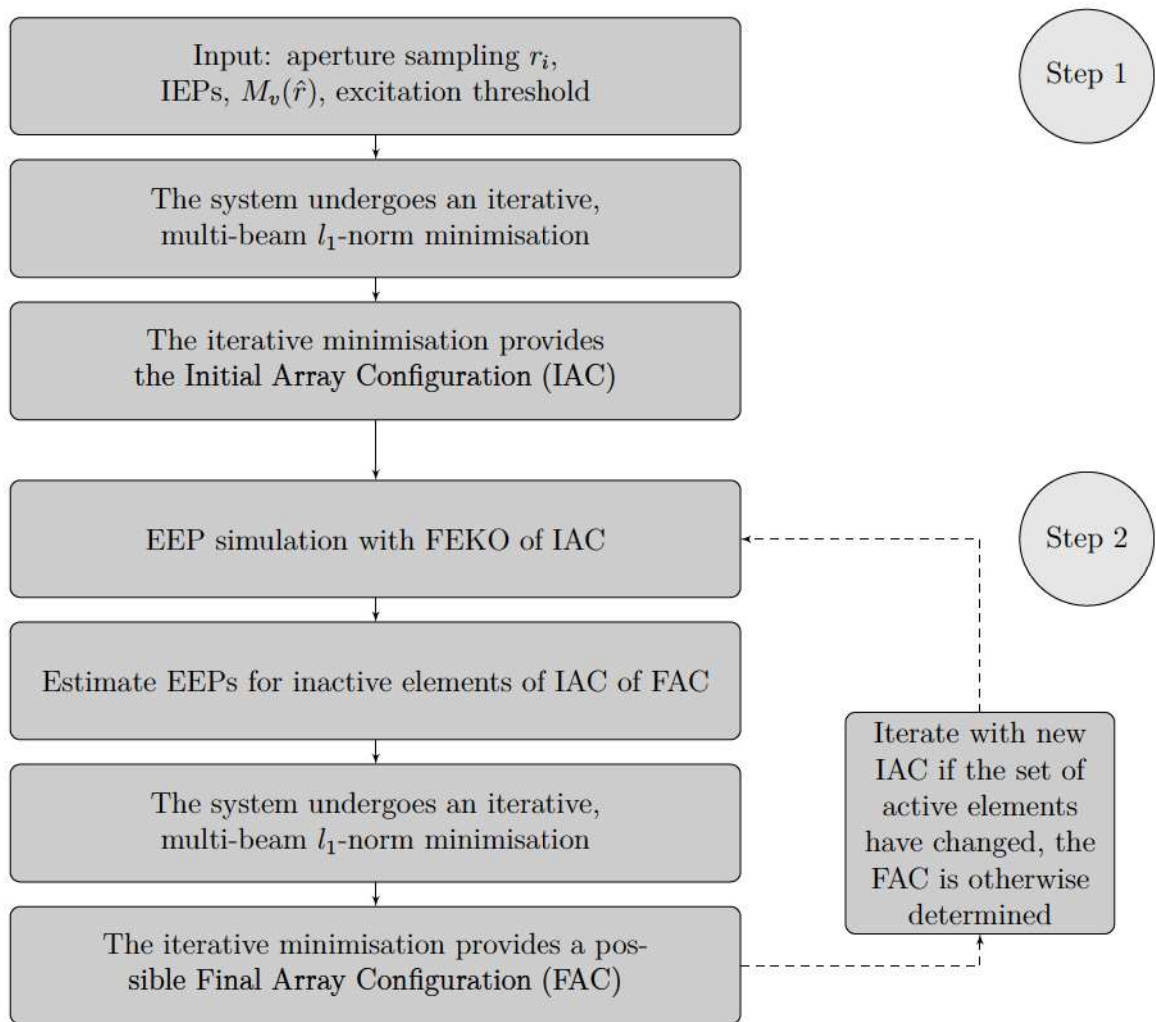 Input: aperture sampling r_i,
IEPs, M_v(r̂), excitation threshold
Step 1
The system undergoes an iterative,
multi-beam l_1-norm minimisation
The iterative minimisation provides
the Initial Array Configuration (IAC)
EEP simulation with FEKO of IAC
Step 2
Estimate EEPs for inactive elements of IAC of FAC
The system undergoes an iterative,
multi-beam l_1-norm minimisation
The iterative minimisation provides a pos-
sible Final Array Configuration (FAC)
Iterate with new
IAC if the set of
active elements
have changed, the
FAC is otherwise
determined